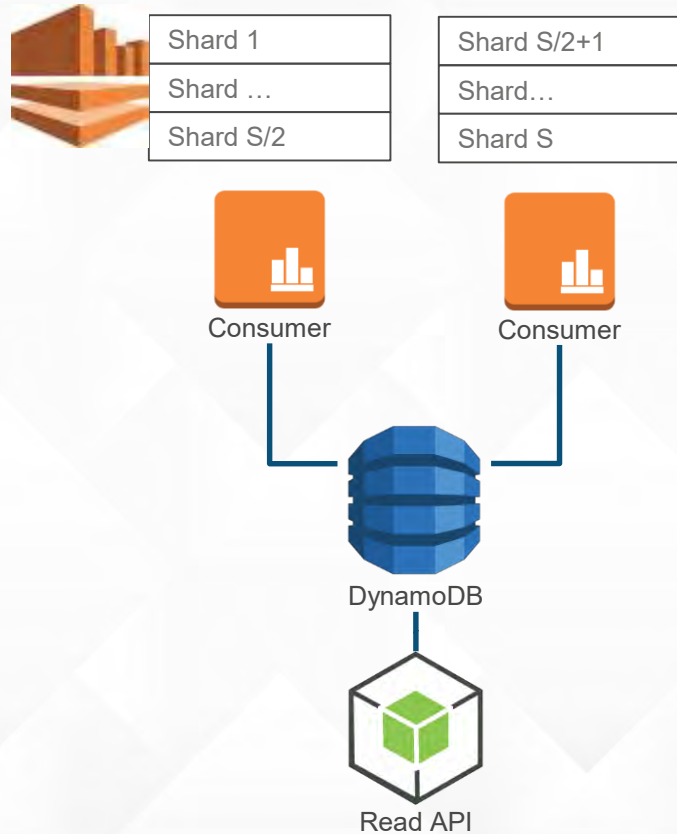 Shard 1
Shard …
Shard S/2
Shard S/2+1
Shard…
Shard S
Consumer
Consumer
DynamoDB
Read API